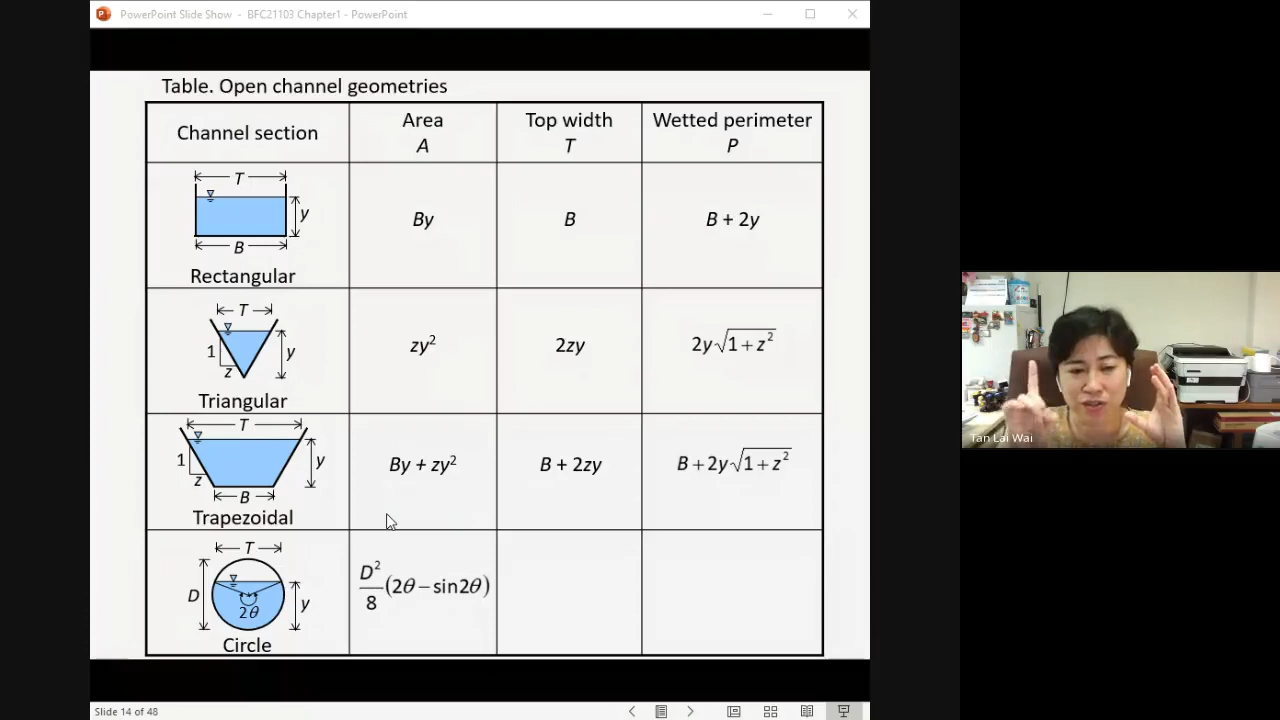 PowerPoint Slide Show - BFC21103 Chapter1 - PowerPoint
Table. Open channel geometries
Channel section
Area
A
Top width
T
Wetted perimeter
P
T
y
B
Rectangular
By
B
B + 2y
T
1
z
y
Triangular
zy²
2zy
2y√(1+z²)
T
1
z
y
B
Trapezoidal
By + zy²
B + 2zy
B+2y√(1+z²)
T
D
2θ
y
Circle
D²/8 (2θ – sin2θ)
Tan Lai Wai
Slide 14 of 48